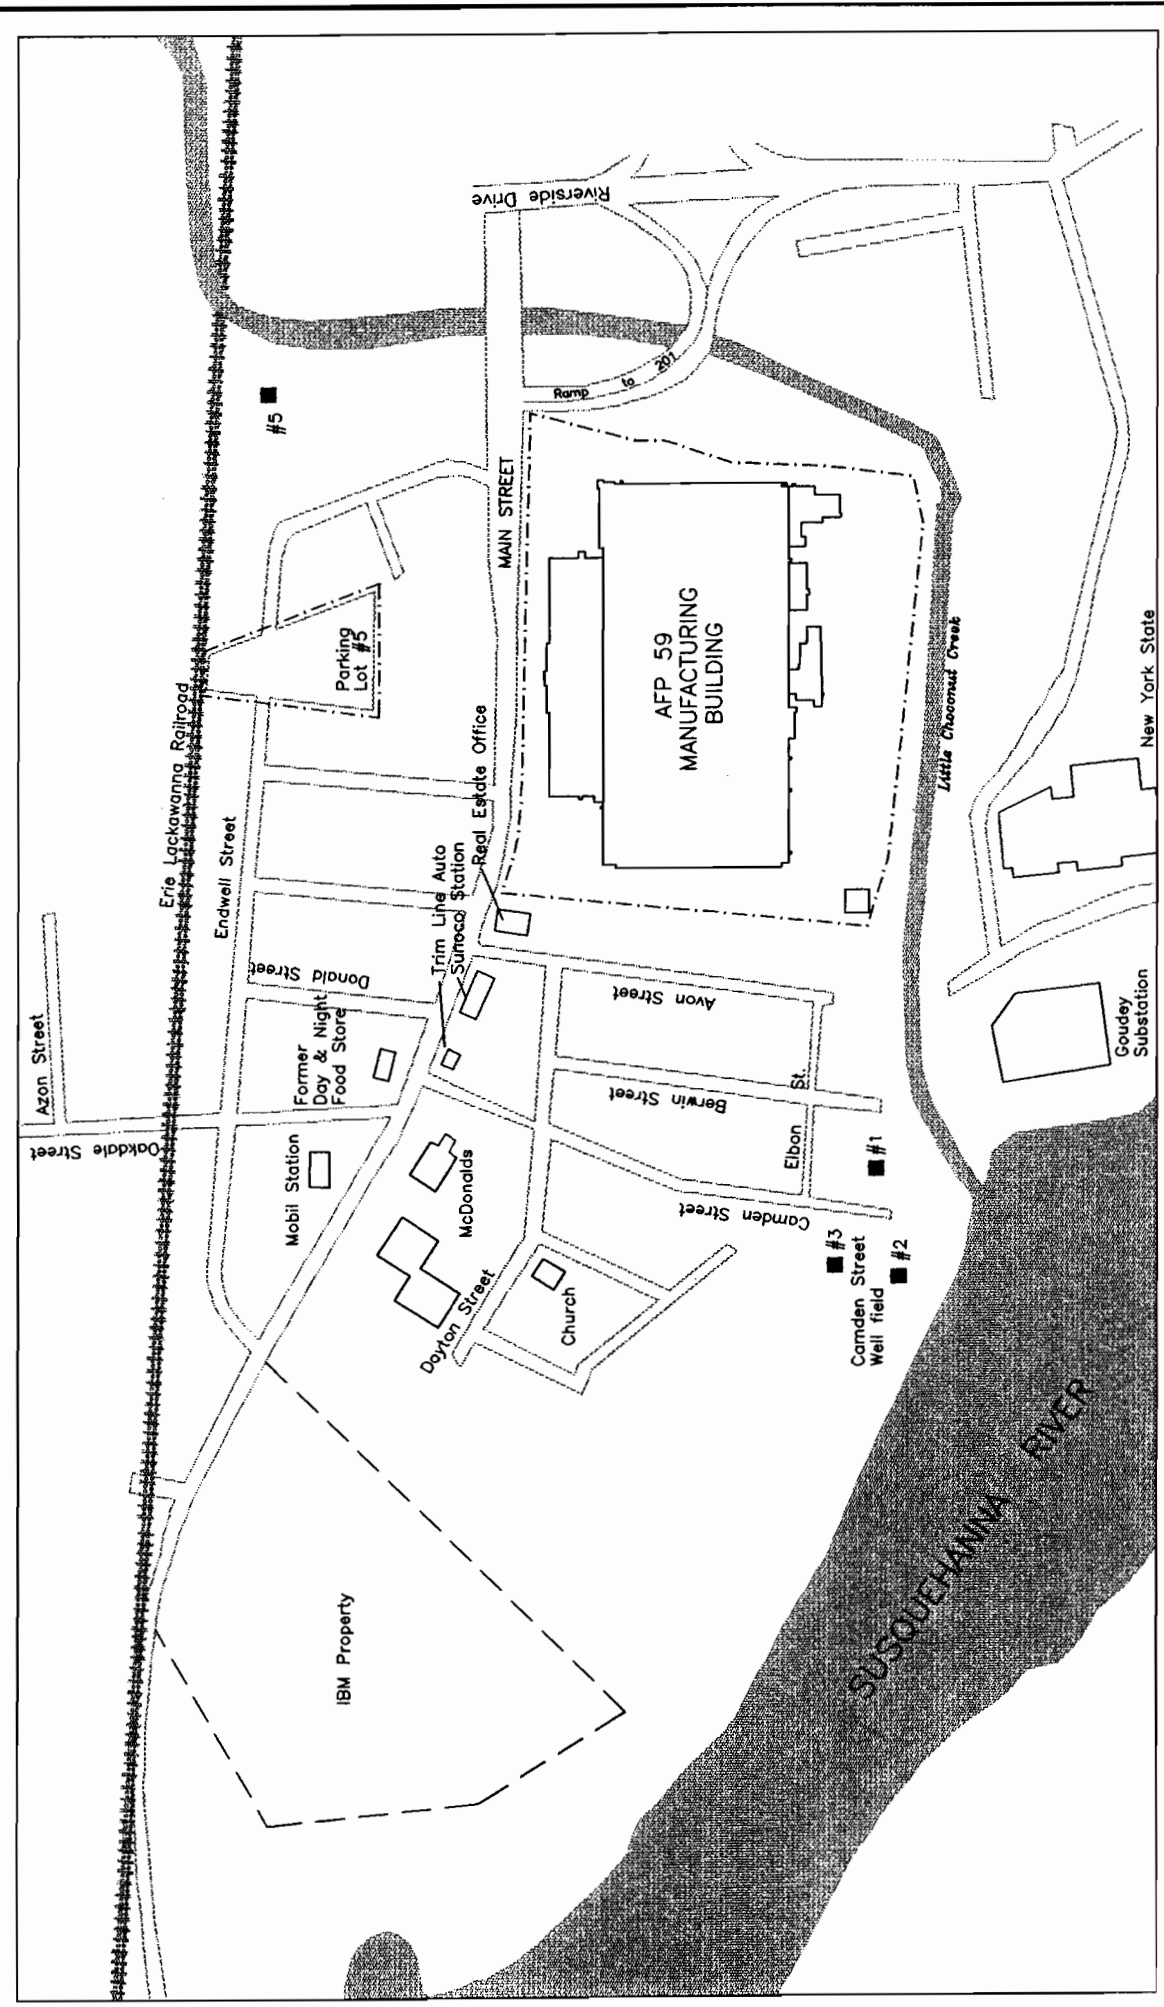 Azon Street
Oakdale Street
Erie Lackawanna Railroad
Endwell Street
Donald Street
Former
Day & Night
Food Store
Mobil Station
Parking
Lot #5
#5
MAIN STREET
Riverside Drive
Ramp to 201
Real Estate Office
Trim Line Auto
Sunoco Station
McDonalds
Dayton Street
Church
AFP 59
MANUFACTURING
BUILDING
Avon Street
Berwin Street
Elbon St.
Camden Street
#1
#3
Camden Street
Well field
#2
Little Choconut Creek
New York State
Goudey
Substation
IBM Property
SUSQUEHANNA RIVER